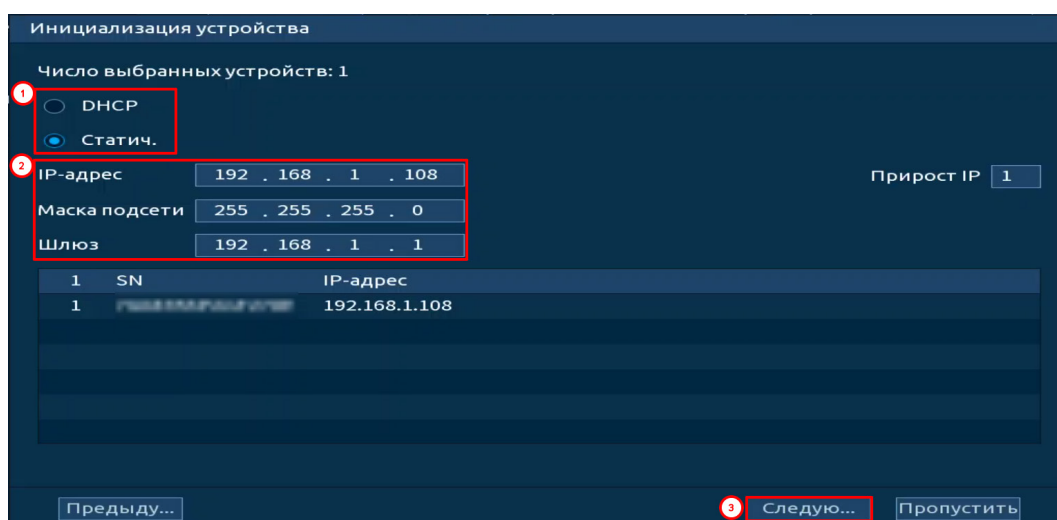 Инициализация устройства
Число выбранных устройств: 1
1
DHCP
Статич.
2
IP-адрес 192 . 168 . 1 . 108 Прирост IP 1
Маска подсети 255 . 255 . 255 . 0
Шлюз 192 . 168 . 1 . 1
1 SN IP-адрес
1 192.168.1.108
Предыду... 3 Следую... Пропустить